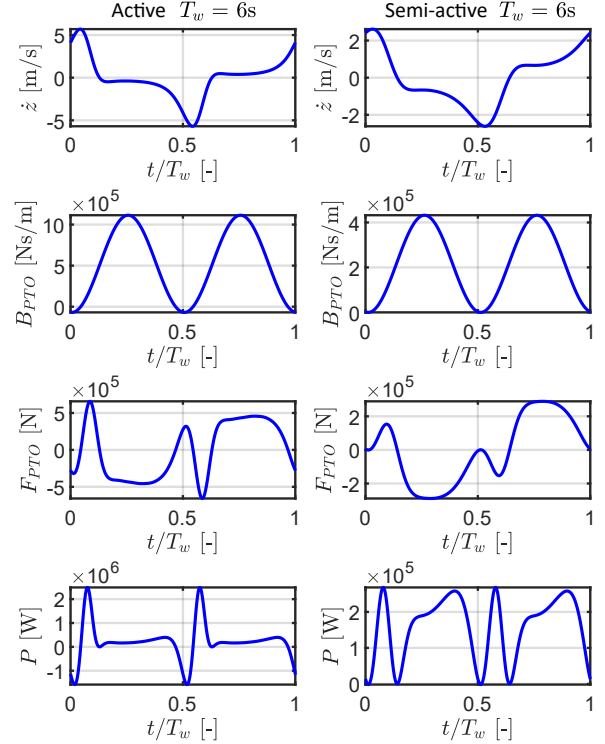 Active T_w = 6s
Semi-active T_w = 6s
ż [m/s]
5
0
-5
0 0.5 1
t/T_w [-]
ż [m/s]
2
0
-2
0 0.5 1
t/T_w [-]
×10^5
B_PTO [Ns/m]
10
5
0
0 0.5 1
t/T_w [-]
×10^5
B_PTO [Ns/m]
4
2
0
0 0.5 1
t/T_w [-]
×10^5
F_PTO [N]
5
0
-5
0 0.5 1
t/T_w [-]
×10^5
F_PTO [N]
2
0
-2
0 0.5 1
t/T_w [-]
×10^6
P [W]
2
1
0
-1
0 0.5 1
t/T_w [-]
×10^5
P [W]
2
1
0
0 0.5 1
t/T_w [-]